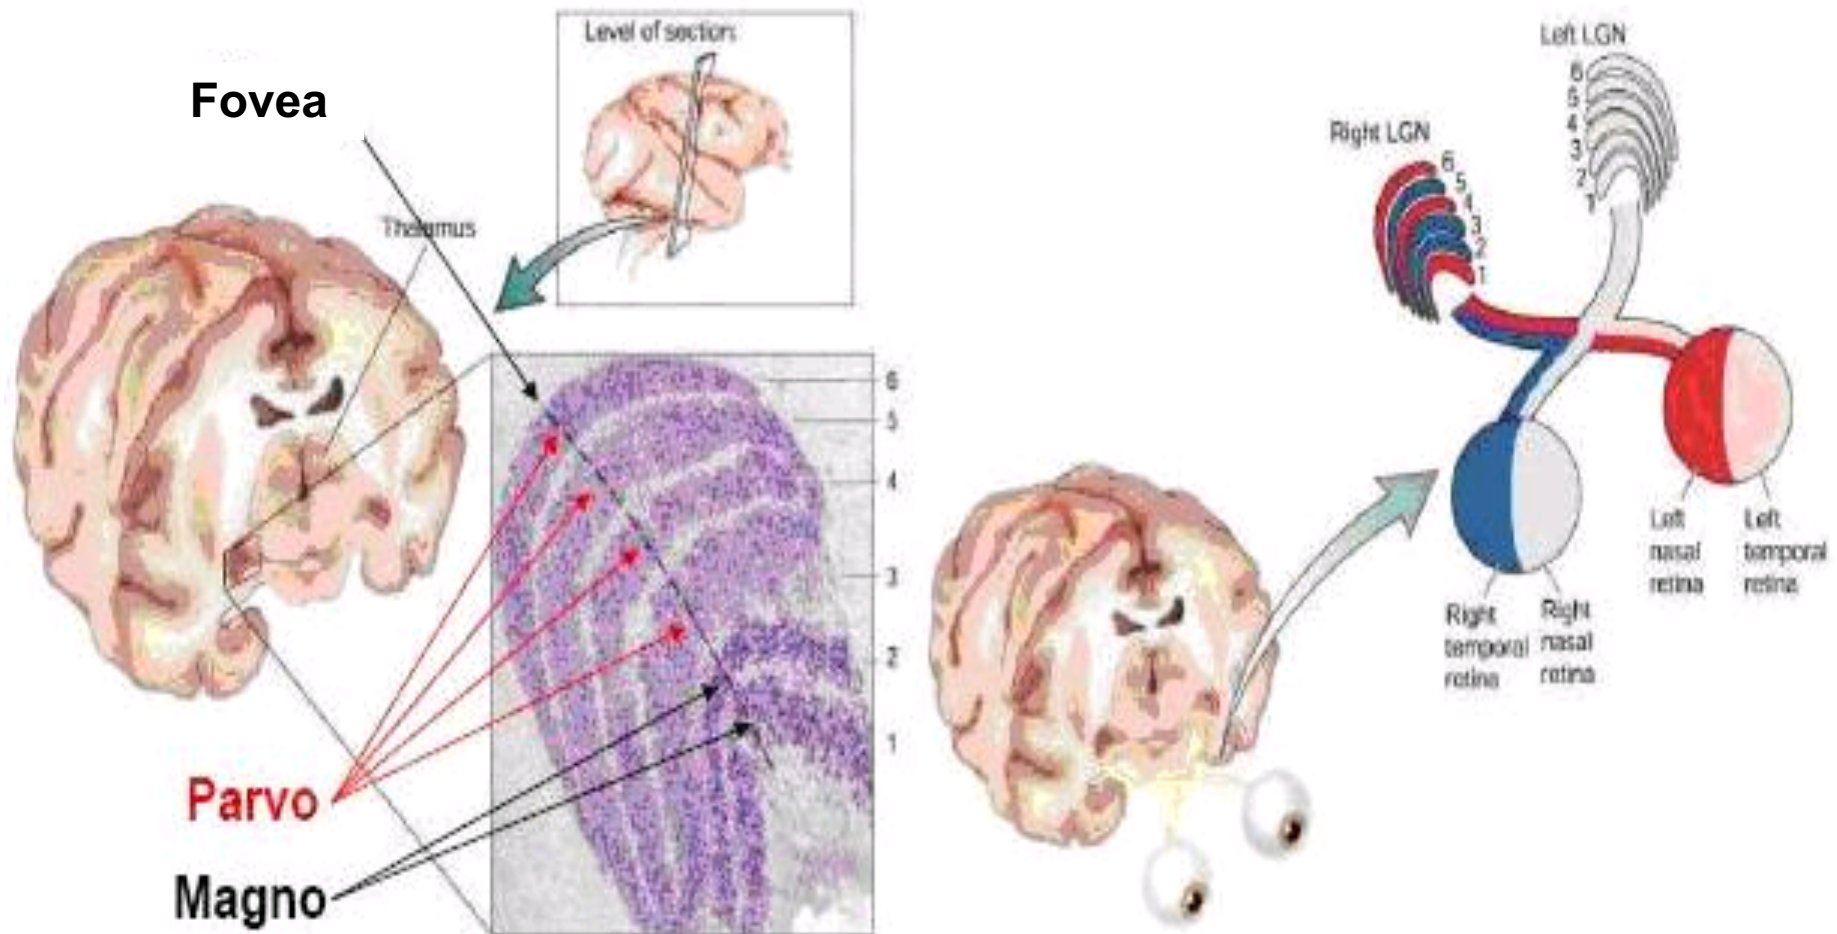 Level of section:
Fovea
Thalamus
6
5
4
3
2
1
Parvo
Magno
Left LGN
6
5
4
3
2
1
Right LGN
6
5
4
3
2
1
Left
nasal
retina
Left
temporal
retina
Right
temporal
retina
Right
nasal
retina